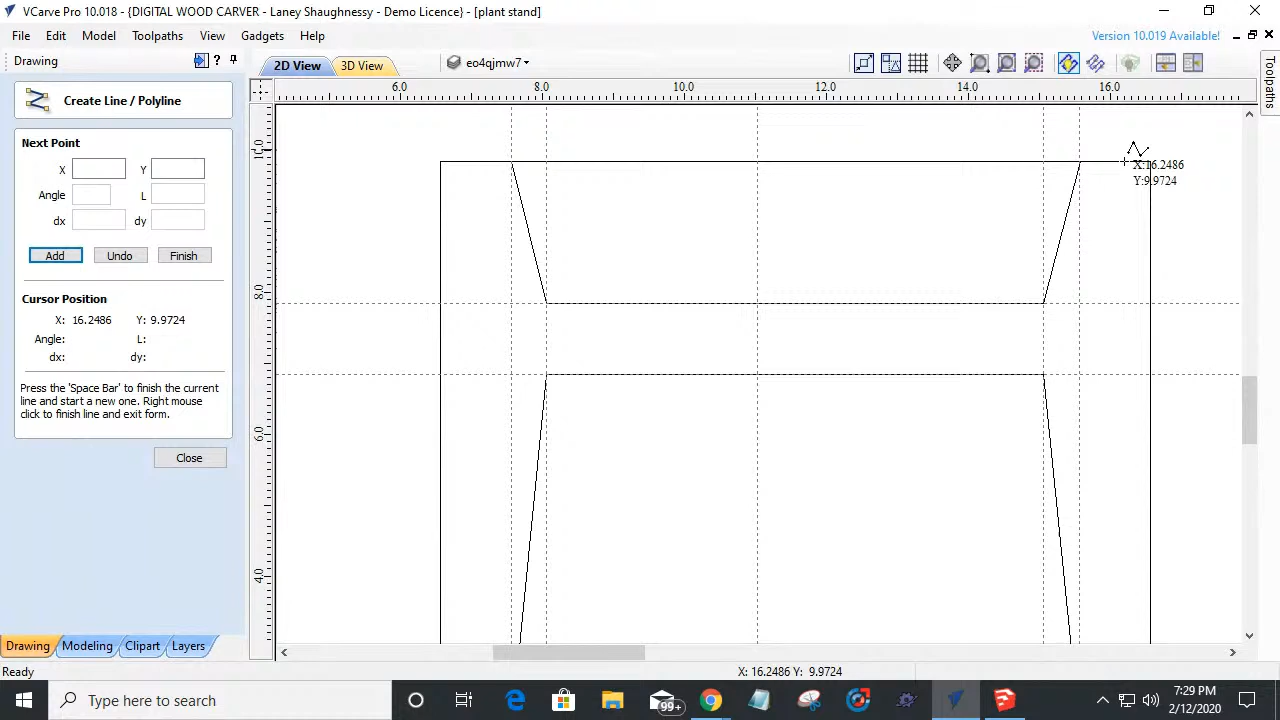 VCarve Pro 10.018 - {DIGITAL WOOD CARVER - Laney Shaughnessy - Demo Licence} - [plant stand]
File Edit Model Toolpaths View Gadgets Help Version 10.019 Available!
Drawing ?
2D View 3D View eo4qjmw7
Toolpaths
Create Line / Polyline
6.0 8.0 10.0 12.0 14.0 16.0
10.0
8.0
6.0
4.0
X:16.2486
Y:9.9724
Next Point
X Y
Angle L
dx dy
Add Undo Finish
Cursor Position
X: 16.2486 Y: 9.9724
Angle: L:
dx: dy:
Press the 'Space Bar' to finish the current
line and start a new one. Right mouse
click to finish line and exit form.
Close
Drawing Modeling Clipart Layers
Ready X: 16.2486 Y: 9.9724
Type here to search 99+ 7:29 PM
2/12/2020